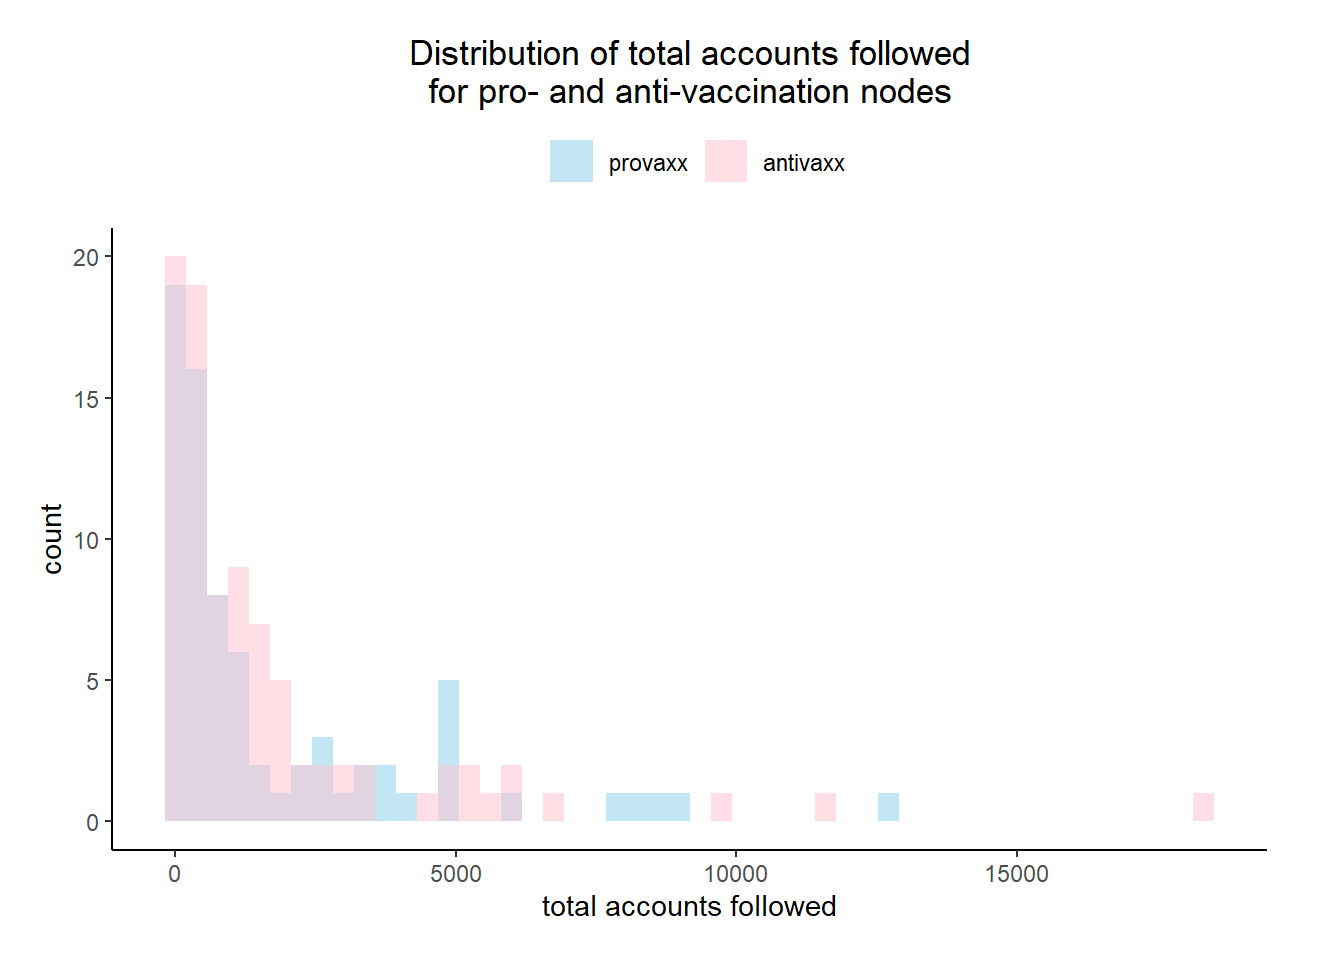 Distribution of total accounts followed
for pro- and anti-vaccination nodes
provaxx antivaxx
20
15
10
5
0
count
0 5000 10000 15000
total accounts followed